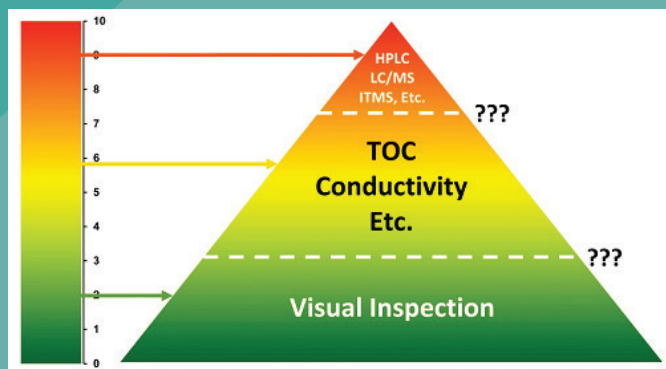 10
9
8
7
6
5
4
3
2
1
0
HPLC
LC/MS
ITMS, Etc.
???
TOC
Conductivity
Etc.
???
Visual Inspection